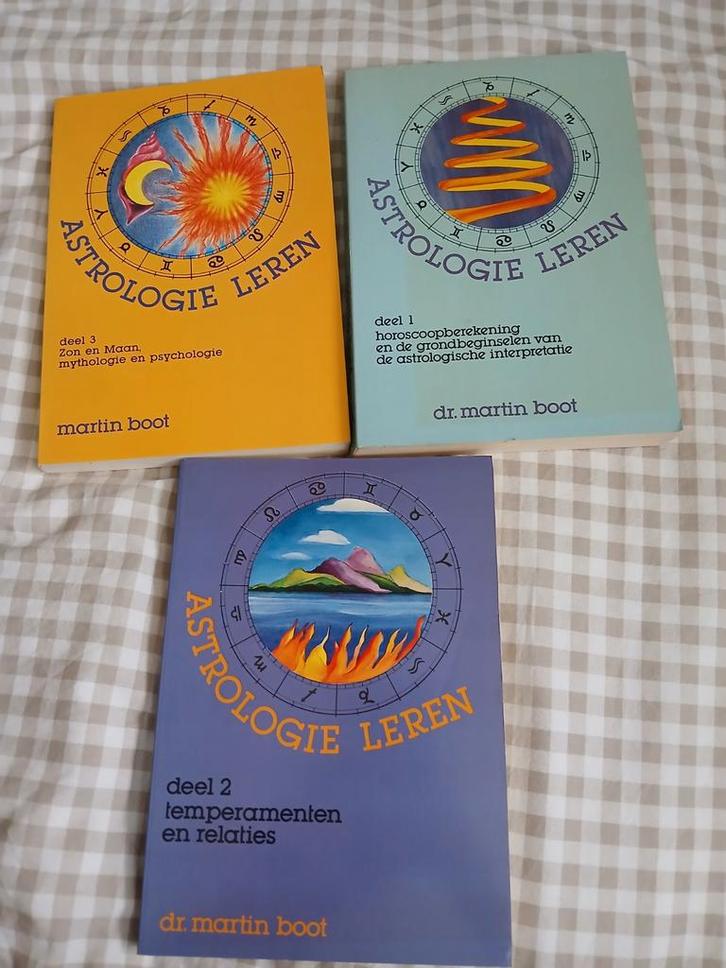 ASTROLOGIE LEREN
deel 3
Zon en Maan,
mythologie en psychologie
martin boot
ASTROLOGIE LEREN
deel 1
horoscoopberekening
en de grondbeginselen van
de astrologische interpretatie
dr. martin boot
ASTROLOGIE LEREN
deel 2
temperamenten
en relaties
dr. martin boot